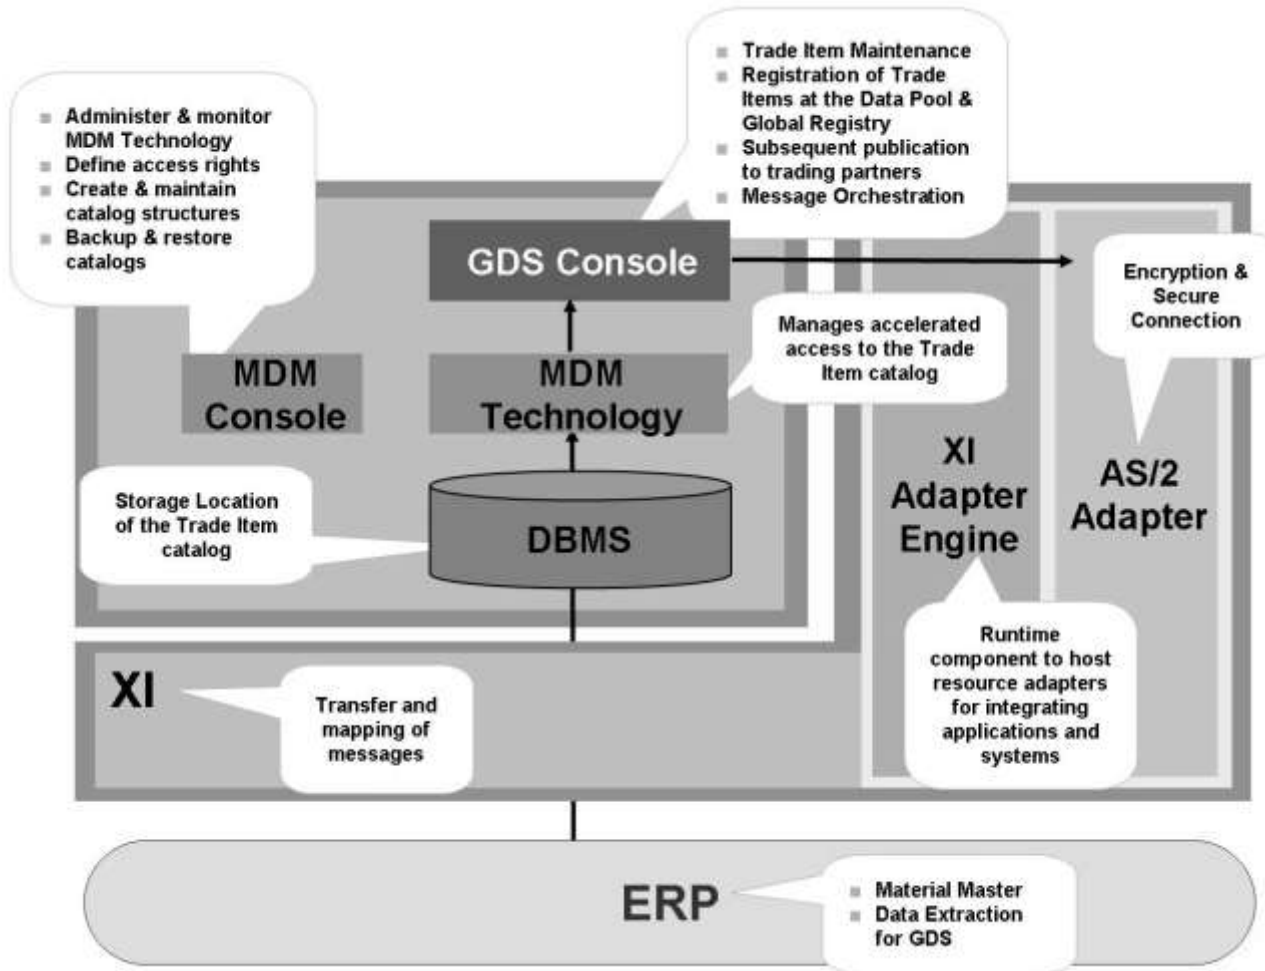 Trade Item Maintenance
Registration of Trade
Items at the Data Pool &
Global Registry
Subsequent publication
to trading partners
Message Orchestration
Administer & monitor
MDM Technology
Define access rights
Create & maintain
catalog structures
Backup & restore
catalogs
GDS Console
Encryption &
Secure
Connection
Manages accelerated
access to the Trade
Item catalog
MDM
Console
MDM
Technology
XI
Adapter
Engine
AS/2
Adapter
Storage Location
of the Trade Item
catalog
DBMS
Runtime
component to host
resource adapters
for integrating
applications and
systems
XI
Transfer and
mapping of
messages
ERP
Material Master
Data Extraction
for GDS